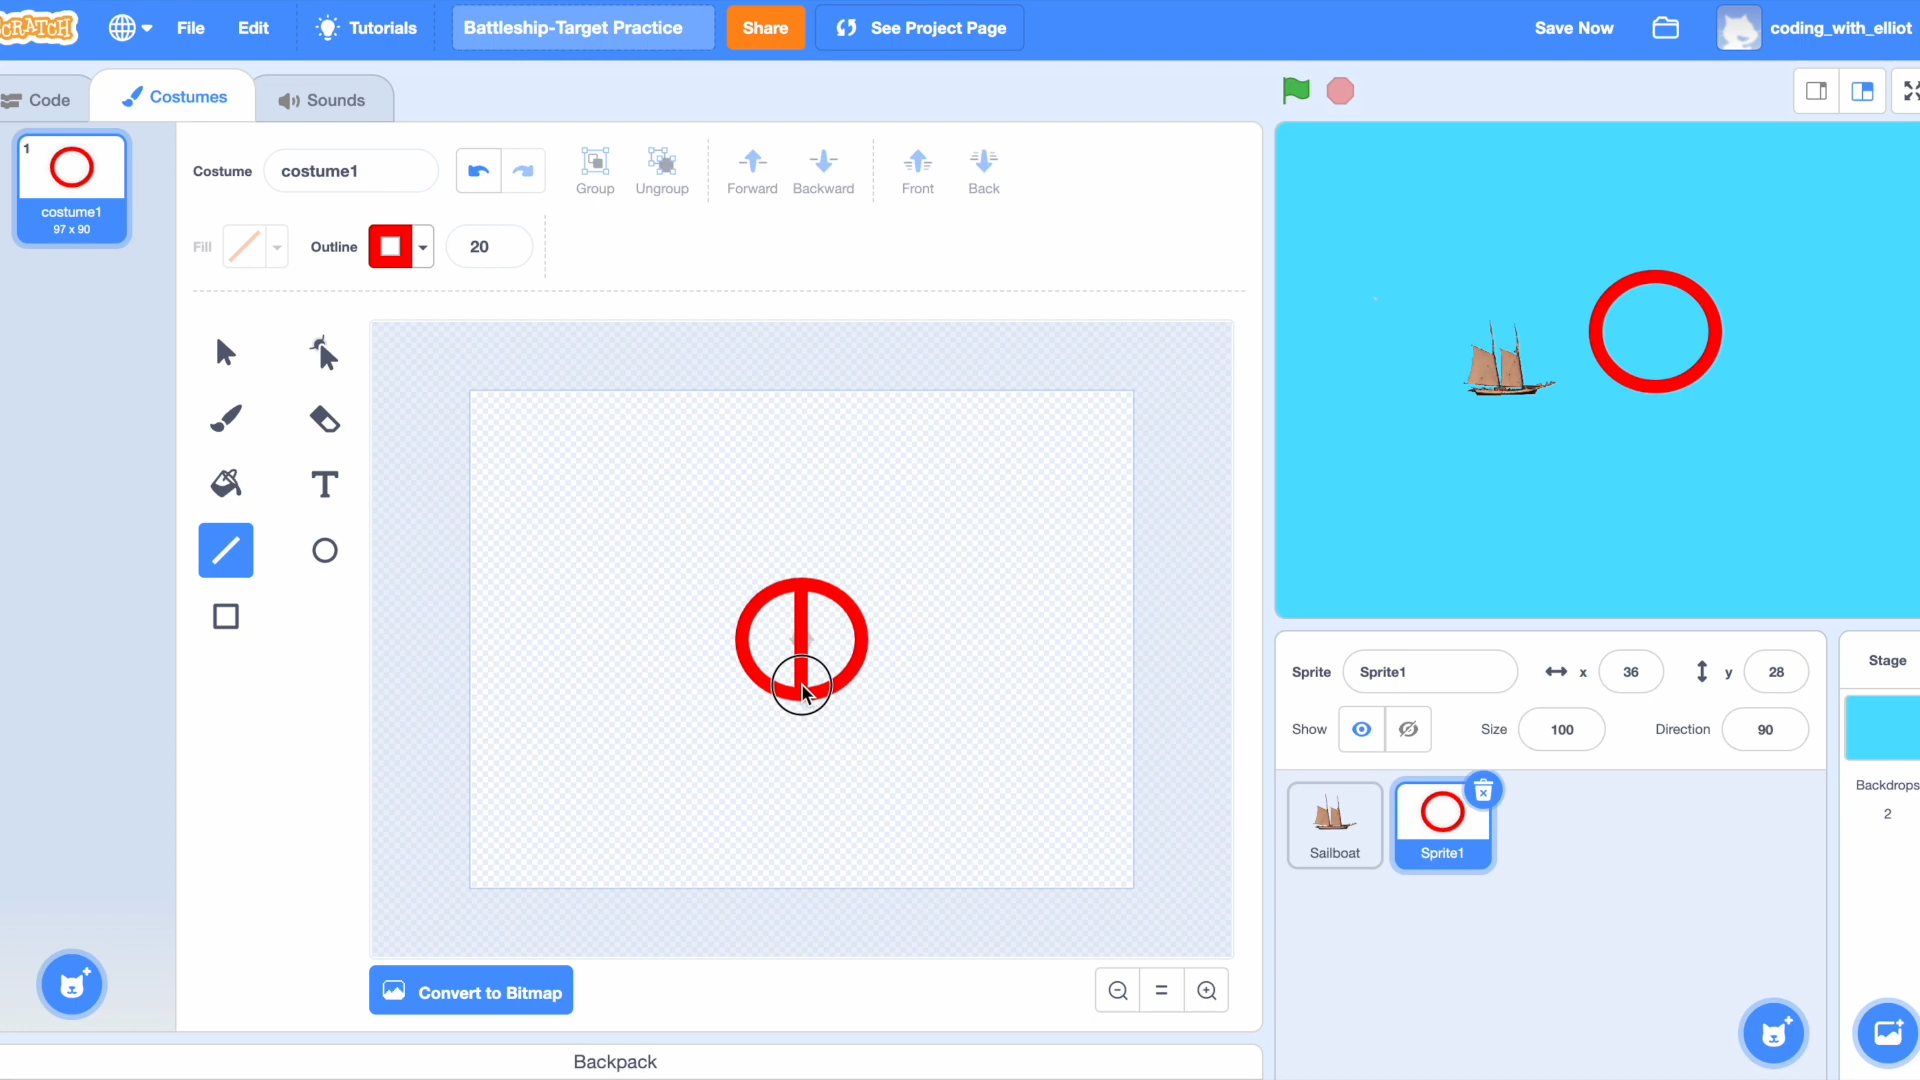 SCRATCH
File
Edit
Tutorials
Battleship-Target Practice
Share
See Project Page
Save Now
coding_with_elliot
Code
Costumes
Sounds
1
costume1
97 x 90
Costume
costume1
Group
Ungroup
Forward
Backward
Front
Back
Fill
Outline
20
T
Convert to Bitmap
Backpack
Sprite
Sprite1
x
36
y
28
Show
Size
100
Direction
90
Sailboat
Sprite1
Stage
Backdrops
2